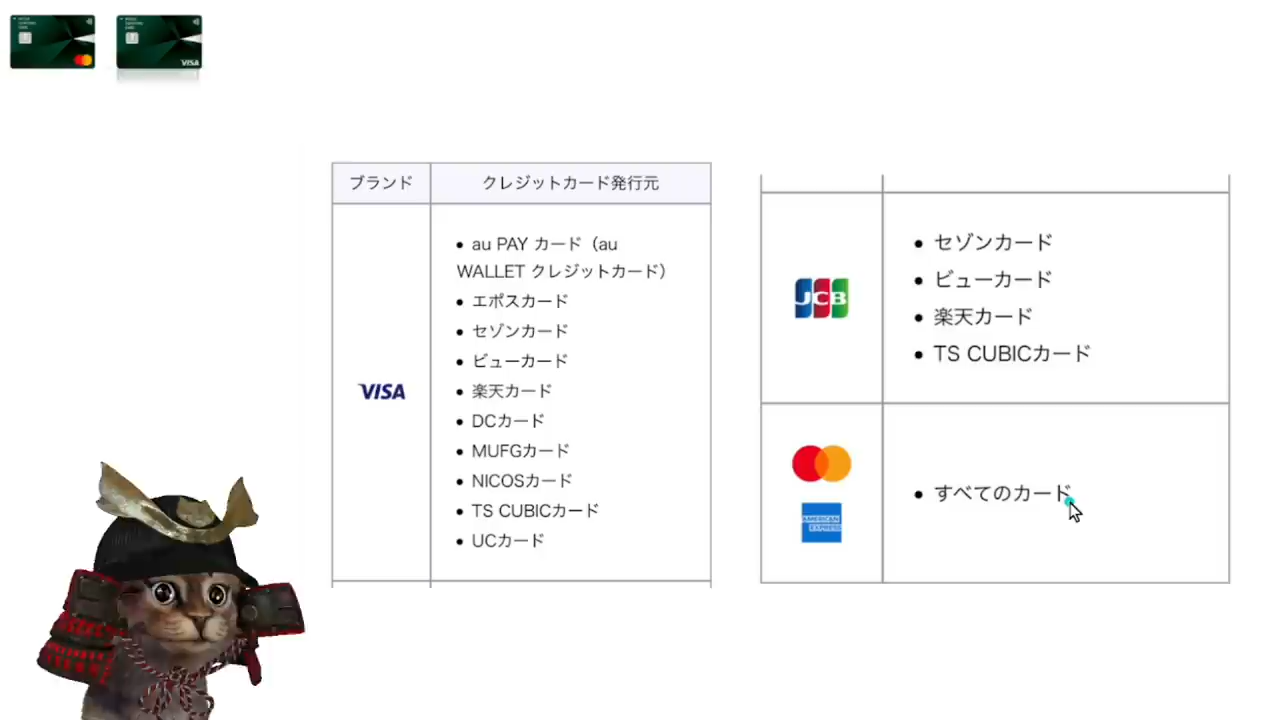 VISA
ブランド
クレジットカード発行元
VISA
• au PAY カード（au
WALLET クレジットカード）
• エポスカード
• セゾンカード
• ビューカード
• 楽天カード
• DCカード
• MUFGカード
• NICOSカード
• TS CUBICカード
• UCカード
JCB
• セゾンカード
• ビューカード
• 楽天カード
• TS CUBICカード
AMERICAN
EXPRESS
• すべてのカード